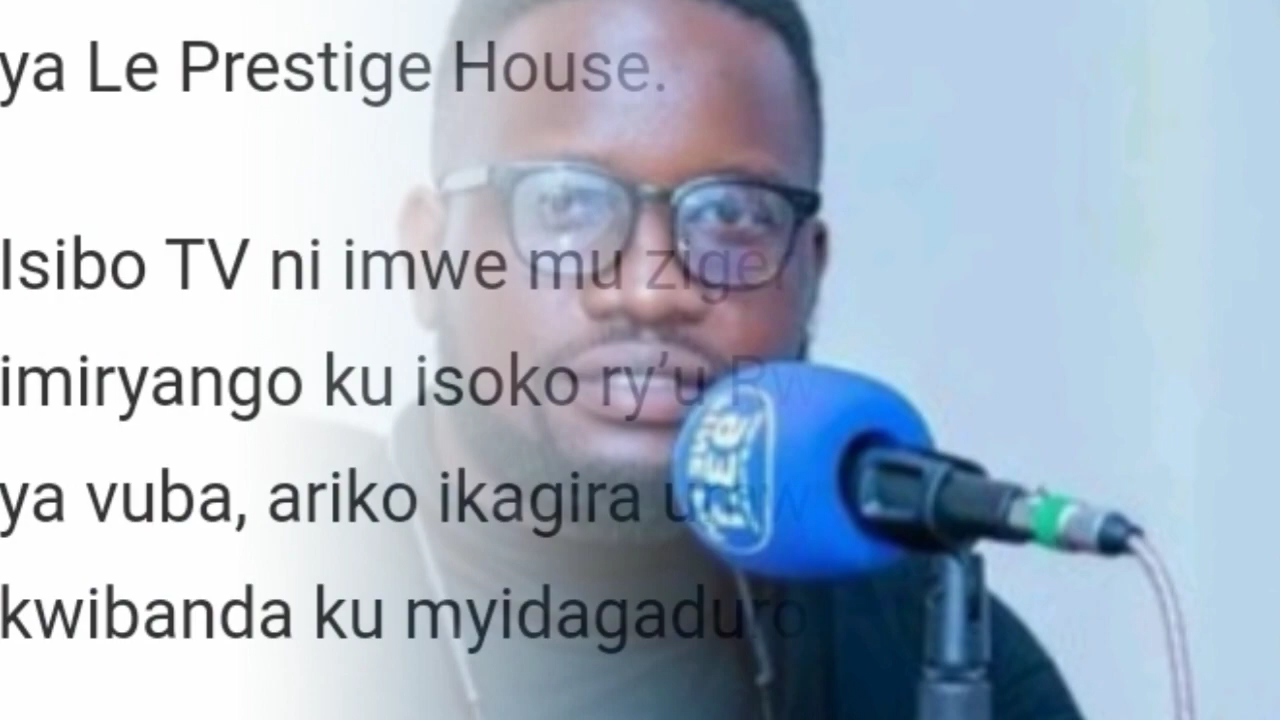 ya Le Prestige House.
Isibo TV ni imwe mu
imiryango ku isoko ry’u
ya vuba, ariko ikagira
kwibanda ku myidagaduro